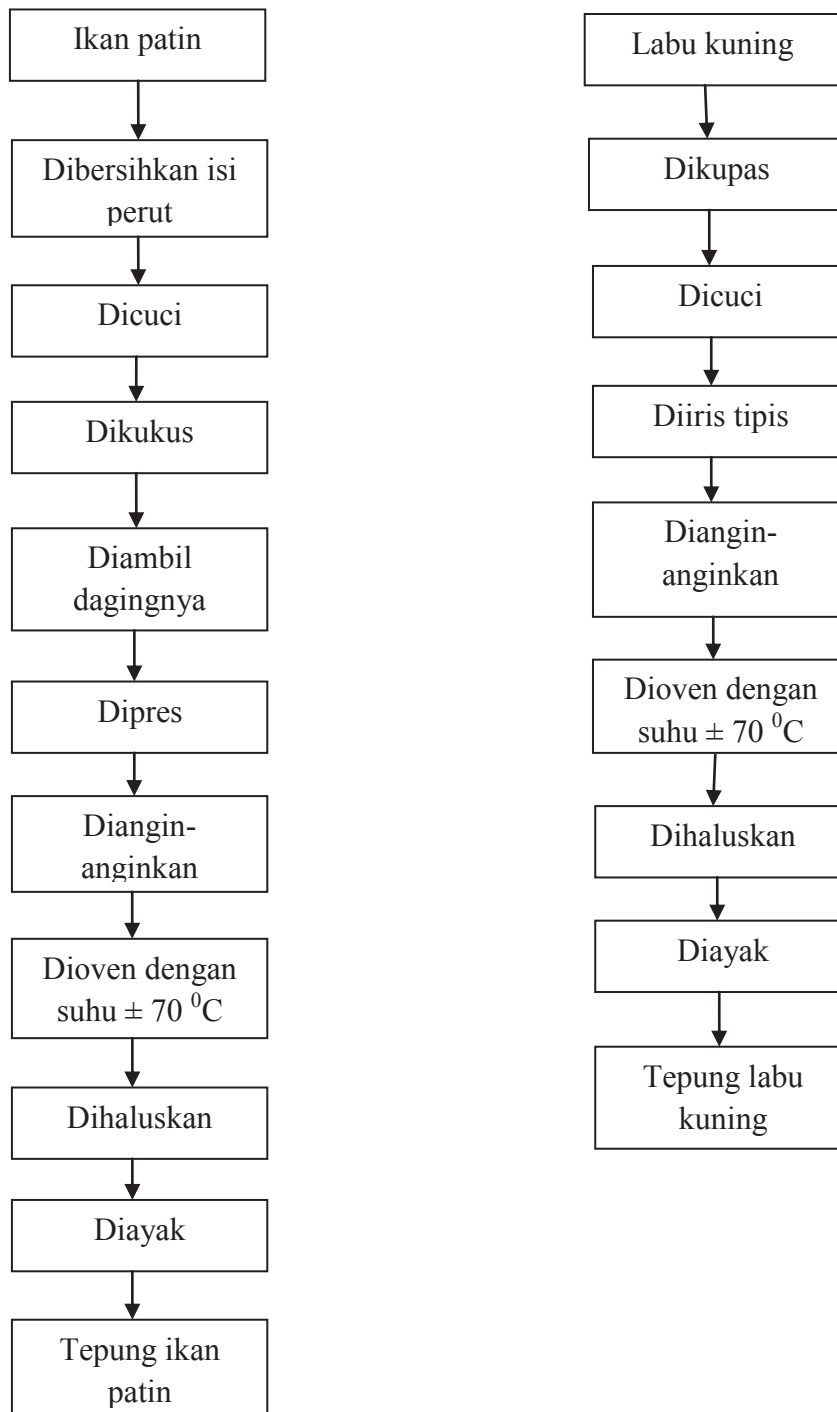 Ikan patin
Dibersihkan isi
perut
Dicuci
Dikukus
Diambil
dagingnya
Dipres
Diangin-
anginkan
Dioven dengan
suhu ± 70 ⁰C
Dihaluskan
Diayak
Tepung ikan
patin
Labu kuning
Dikupas
Dicuci
Diiris tipis
Diangin-
anginkan
Dioven dengan
suhu ± 70 ⁰C
Dihaluskan
Diayak
Tepung labu
kuning